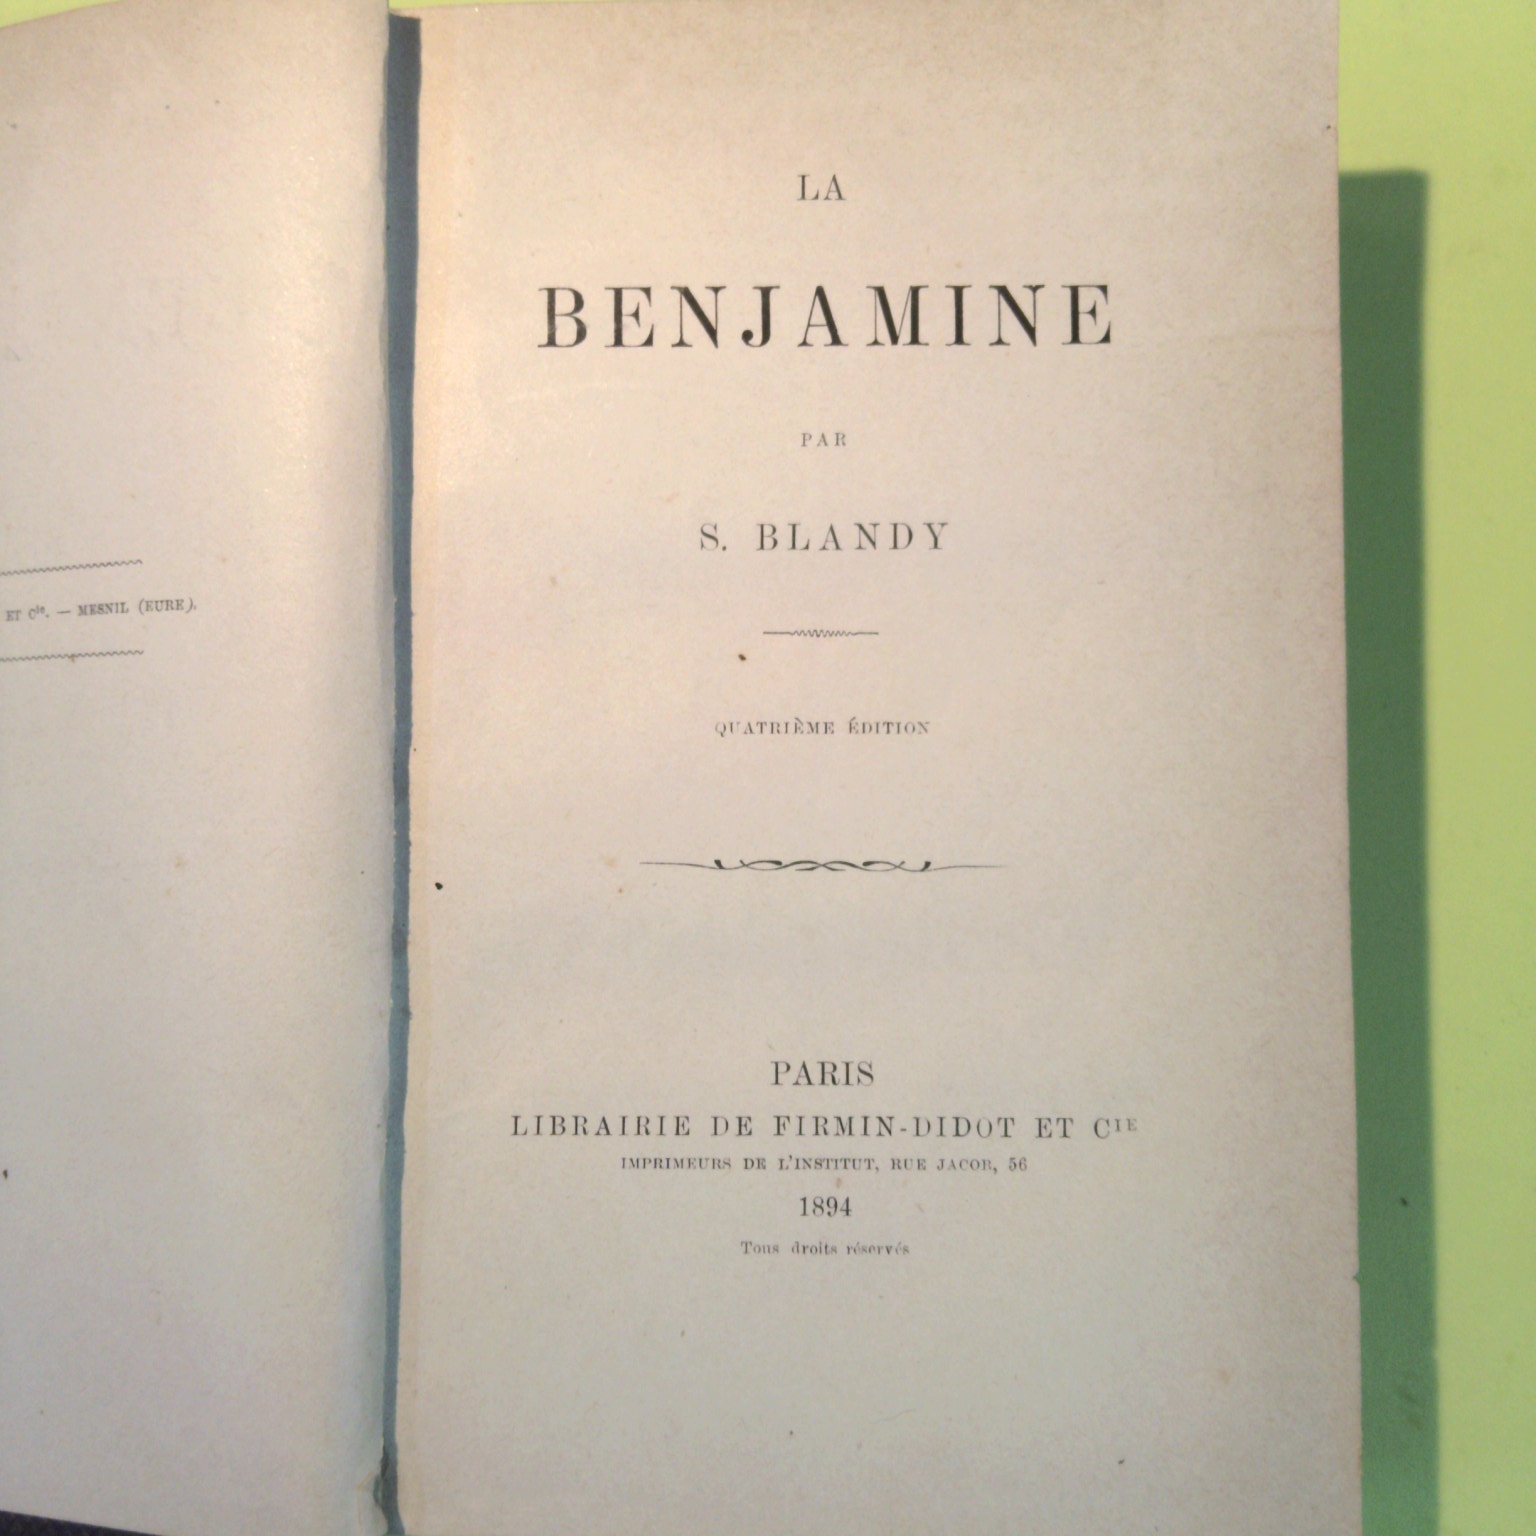 ET Cie. — MESNIL (EURE).
LA
BENJAMINE
PAR
S. BLANDY
QUATRIÈME ÉDITION
PARIS
LIBRAIRIE DE FIRMIN-DIDOT ET CIE
IMPRIMEURS DE L'INSTITUT, RUE JACOB, 56
1894
Tous droits réservés